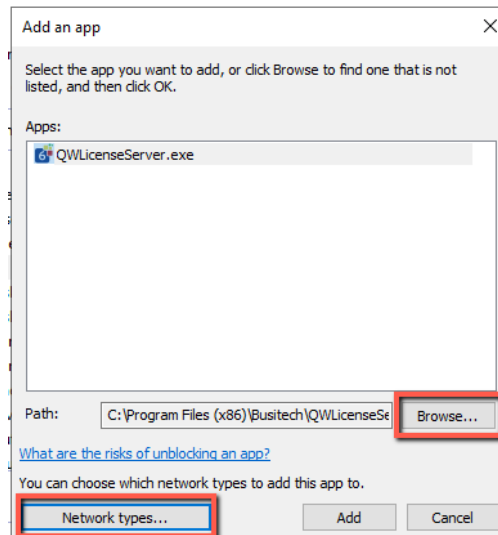 Add an app
Select the app you want to add, or click Browse to find one that is not
listed, and then click OK.
Apps:
QWLicenseServer.exe
Path:
C:\Program Files (x86)\Busitech\QWLicenseSe
Browse...
What are the risks of unblocking an app?
You can choose which network types to add this app to.
Network types...
Add
Cancel